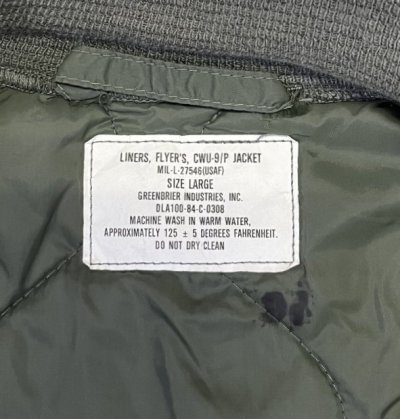 LINERS, FLYER'S, CWU-9/P JACKET
MIL-L-27546(USAF)
SIZE LARGE
GREENBRIER INDUSTRIES, INC.
DLA100-84-C-0308
MACHINE WASH IN WARM WATER,
APPROXIMATELY 125 ± 5 DEGREES FAHRENHEIT.
DO NOT DRY CLEAN